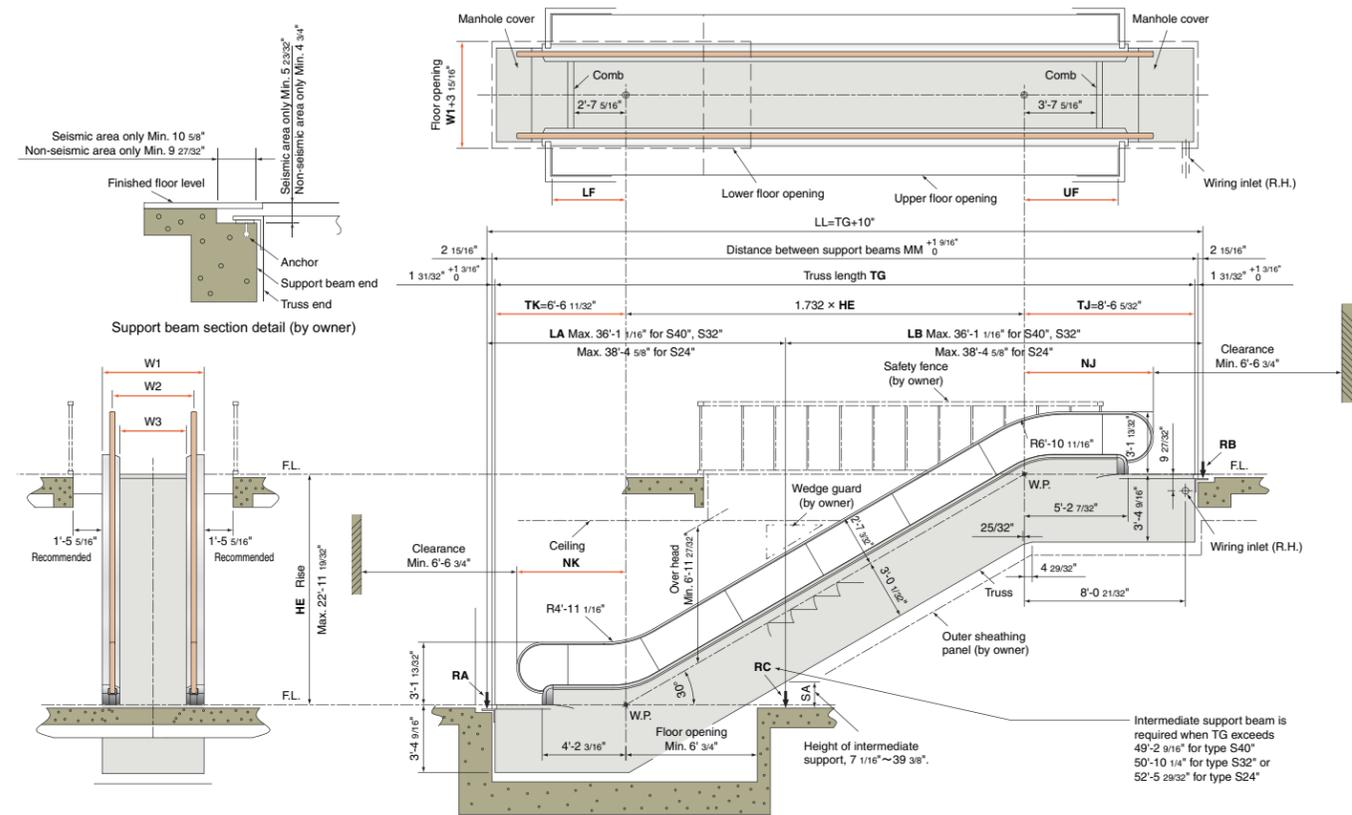 Manhole cover
Manhole cover
Floor opening
W1+3 15/16"
Comb
Comb
2'-7 5/16"
3'-7 5/16"
Lower floor opening
Upper floor opening
Wiring inlet (R.H.)
LF
UF
Seismic area only Min. 5 23/32"
Non-seismic area only Min. 4 3/4"
Seismic area only Min. 10 5/8"
Non-seismic area only Min. 9 27/32"
Finished floor level
Anchor
Support beam end
Truss end
Support beam section detail (by owner)
LL=TG+10"
2 15/16"
Distance between support beams MM +1 9/16" 0
2 15/16"
1 31/32" +1 3/16" 0
Truss length TG
1 31/32" +1 3/16" 0
TK=6'-6 11/32"
1.732 × HE
TJ=8'-6 5/32"
LA Max. 36'-1 1/16" for S40", S32"
Max. 38'-4 5/8" for S24"
LB Max. 36'-1 1/16" for S40", S32"
Max. 38'-4 5/8" for S24"
Safety fence
(by owner)
NJ
Clearance
Min. 6'-6 3/4"
W1
W2
W3
F.L.
1'-5 5/16"
Recommended
1'-5 5/16"
Recommended
HE Rise
Max. 22'-11 19/32"
F.L.
R6'-10 11/16"
3'-1 13/32"
9 27/32"
RB
F.L.
W.P.
Wedge guard
(by owner)
5'-2 7/32"
3'-4 9/16"
25/32"
Wiring inlet (R.H.)
Ceiling
Over head
Min. 6'-11 27/32"
2'-7 3/32"
3'-0 1/32"
Clearance
Min. 6'-6 3/4"
NK
4 29/32"
8'-0 21/32"
Truss
R4'-11 1/16"
Outer sheathing
panel (by owner)
3'-1 13/32"
RA
30°
RC
SA
W.P.
3'-4 9/16"
4'-2 3/16"
Floor opening
Min. 6' 3/4"
Height of intermediate
support, 7 1/16"～39 3/8".
Intermediate support beam is
required when TG exceeds
49'-2 9/16" for type S40"
50'-10 1/4" for type S32" or
52'-5 29/32" for type S24"